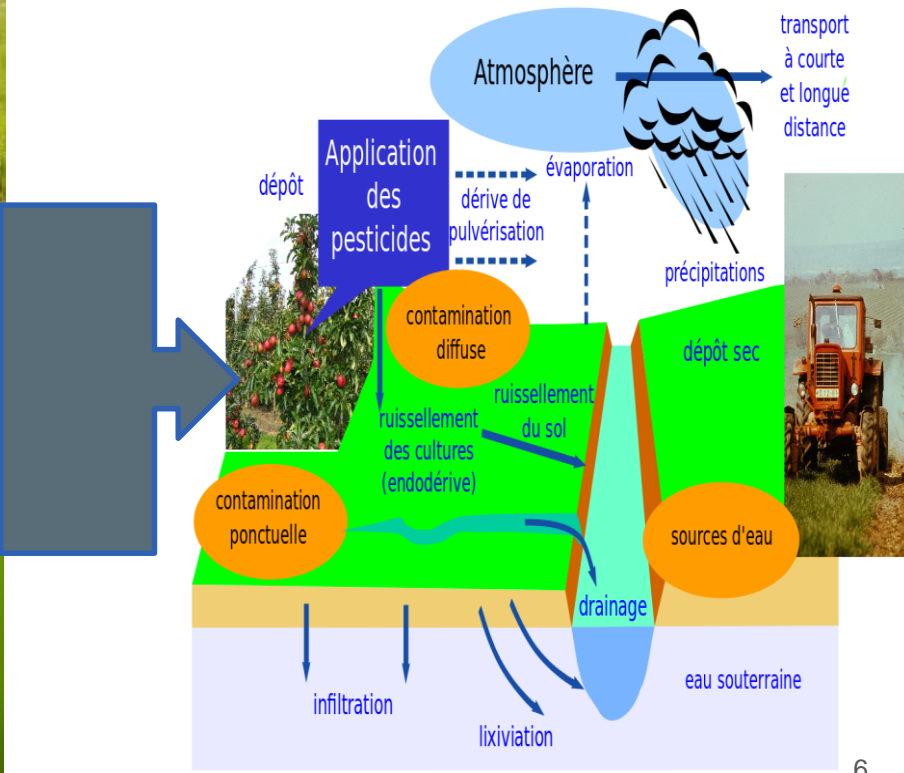 transport
à courte
et longue
distance
Atmosphère
Application
des
pesticides
dépôt
évaporation
dérive de
pulvérisation
précipitations
contamination
diffuse
dépôt sec
ruissellement
du sol
ruissellement
des cultures
(endodérive)
contamination
ponctuelle
sources d'eau
drainage
infiltration
eau souterraine
lixiviation
6